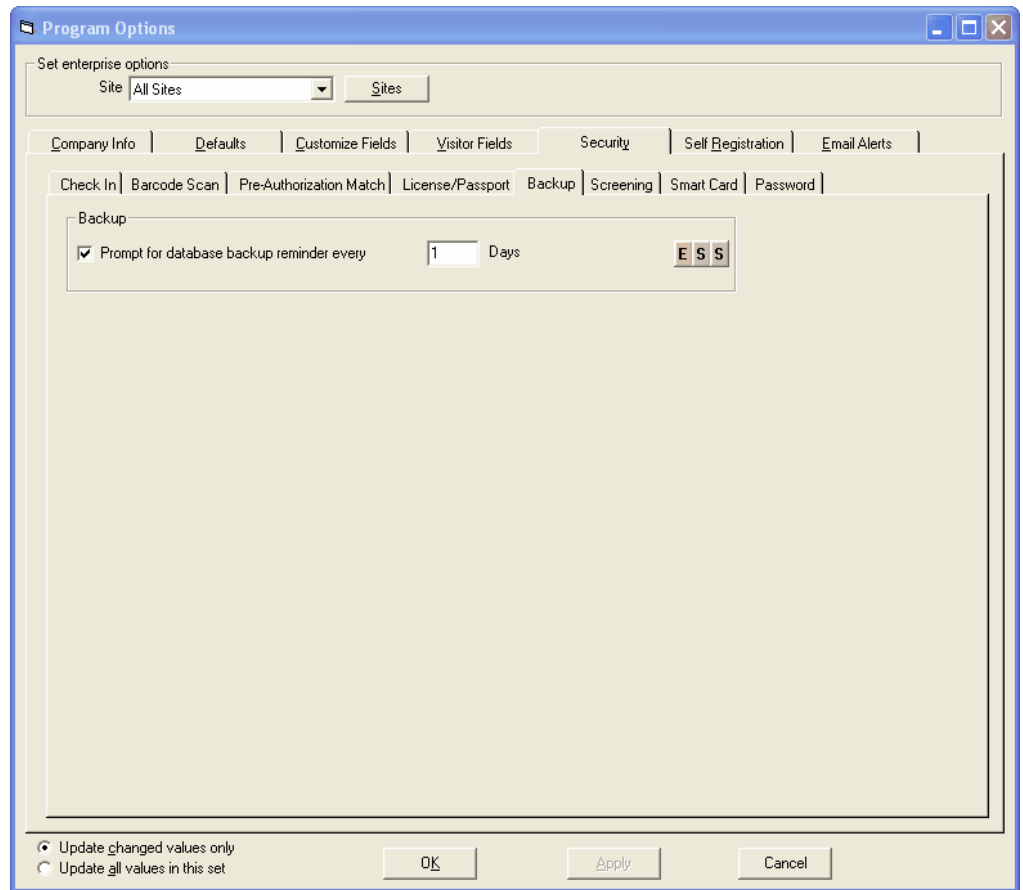 Program Options
Set enterprise options
Site All Sites Sites
Company Info Defaults Customize Fields Visitor Fields Security Self Registration Email Alerts
Check In Barcode Scan Pre-Authorization Match License/Passport Backup Screening Smart Card Password
Backup
Prompt for database backup reminder every 1 Days E S S
Update changed values only
Update all values in this set
OK Apply Cancel